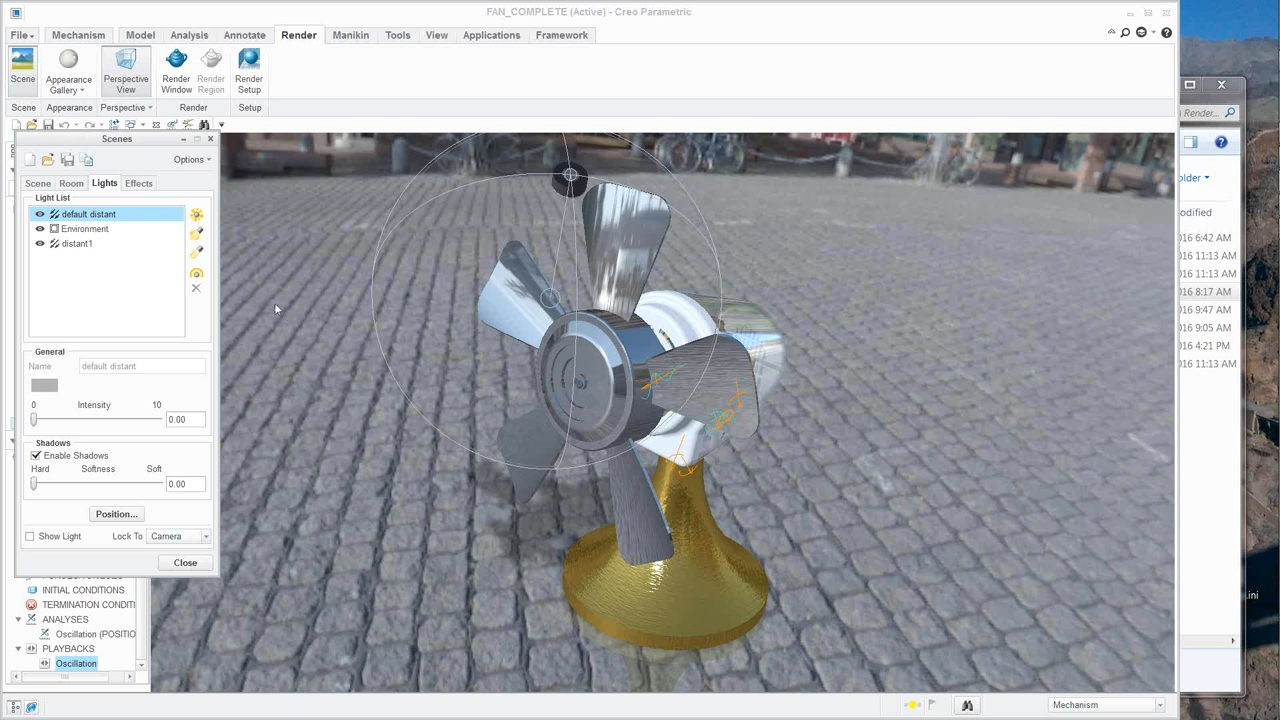 FAN_COMPLETE (Active) - Creo Parametric
File Mechanism Model Analysis Annotate Render Manikin Tools View Applications Framework
Scene Appearance Gallery Perspective View Render Window Render Region Render Setup
Scene Appearance Perspective Render Setup
Scenes
Options
Scene Room Lights Effects
Light List
default distant
Environment
distant1
General
Name default distant
0 Intensity 10
0.00
Shadows
Enable Shadows
Hard Softness Soft
0.00
Position...
Show Light Lock To Camera
Close
INITIAL CONDITIONS
TERMINATION CONDITI
ANALYSES
Oscillation (POSITIO
PLAYBACKS
Oscillation
Mechanism
Render...
older
odified
016 6:42 AM
016 11:13 AM
016 11:13 AM
016 8:17 AM
016 9:47 AM
016 9:05 AM
016 4:21 PM
016 11:13 AM
.ini